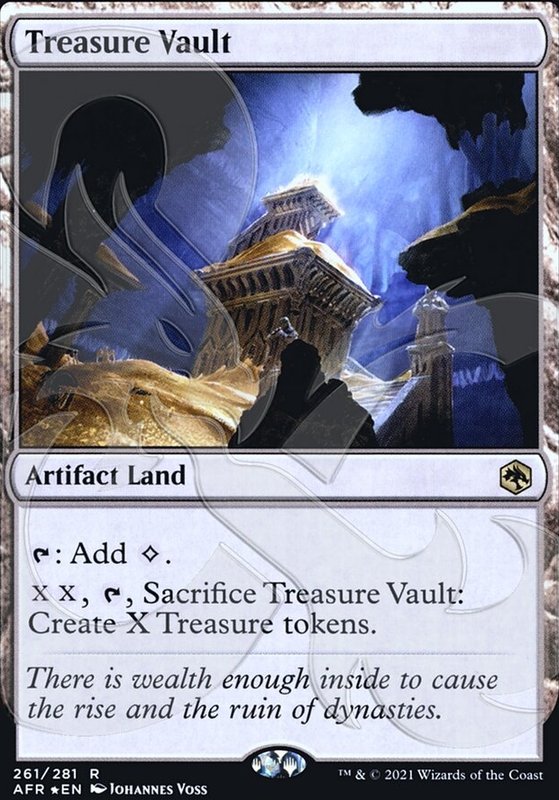 Treasure Vault
Artifact Land
: Add .
X X, , Sacrifice Treasure Vault:
Create X Treasure tokens.
There is wealth enough inside to cause
the rise and the ruin of dynasties.
261/281 R
AFR ★ EN Johannes Voss
™ & © 2021 Wizards of the Coast